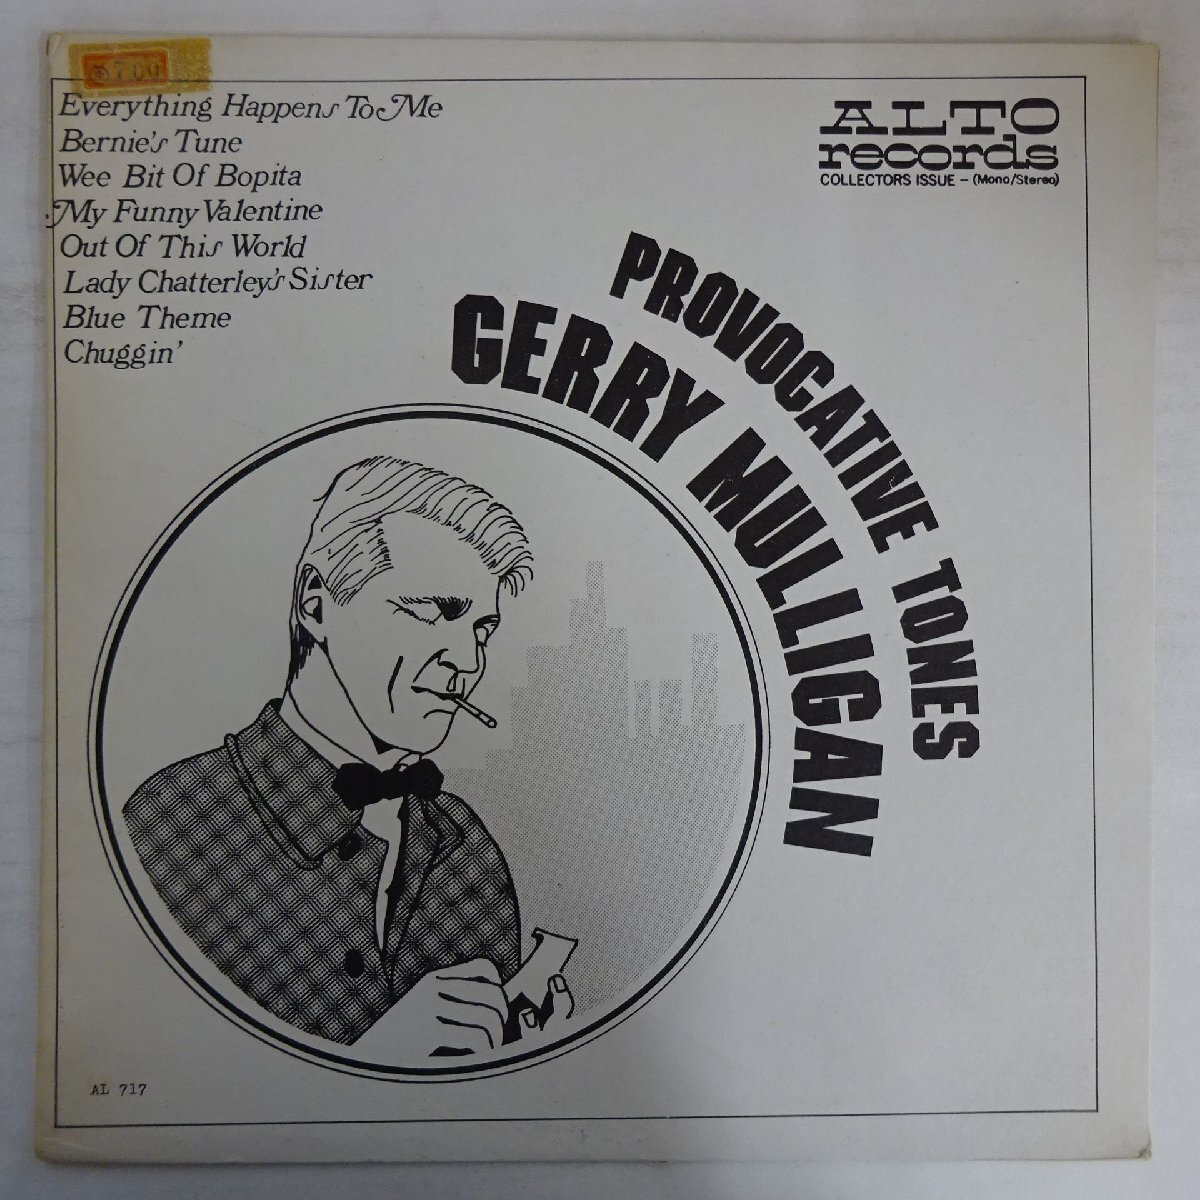 700
Everything Happens To Me
Bernie's Tune
Wee Bit Of Bopita
My Funny Valentine
Out Of This World
Lady Chatterley's Sister
Blue Theme
Chuggin'
ALTO
records
COLLECTORS ISSUE – (Mono/Stereo)
PROVOCATIVE TONES
GERRY MULLIGAN
AL 717